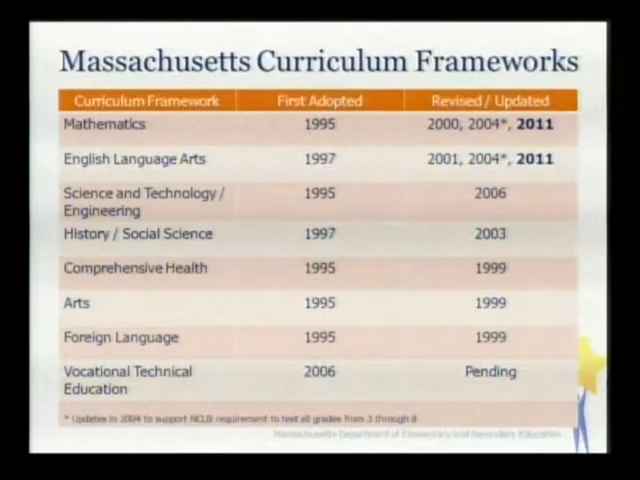 Massachusetts Curriculum Frameworks
Curriculum Framework First Adopted Revised / Updated
Mathematics 1995 2000, 2004*, 2011
English Language Arts 1997 2001, 2004*, 2011
Science and Technology / 1995 2006
Engineering
History / Social Science 1997 2003
Comprehensive Health 1995 1999
Arts 1995 1999
Foreign Language 1995 1999
Vocational Technical 2006 Pending
Education
* Updates in 2004 to support NCLB requirement to test all grades from 3 through 8
Massachusetts Department of Elementary and Secondary Education